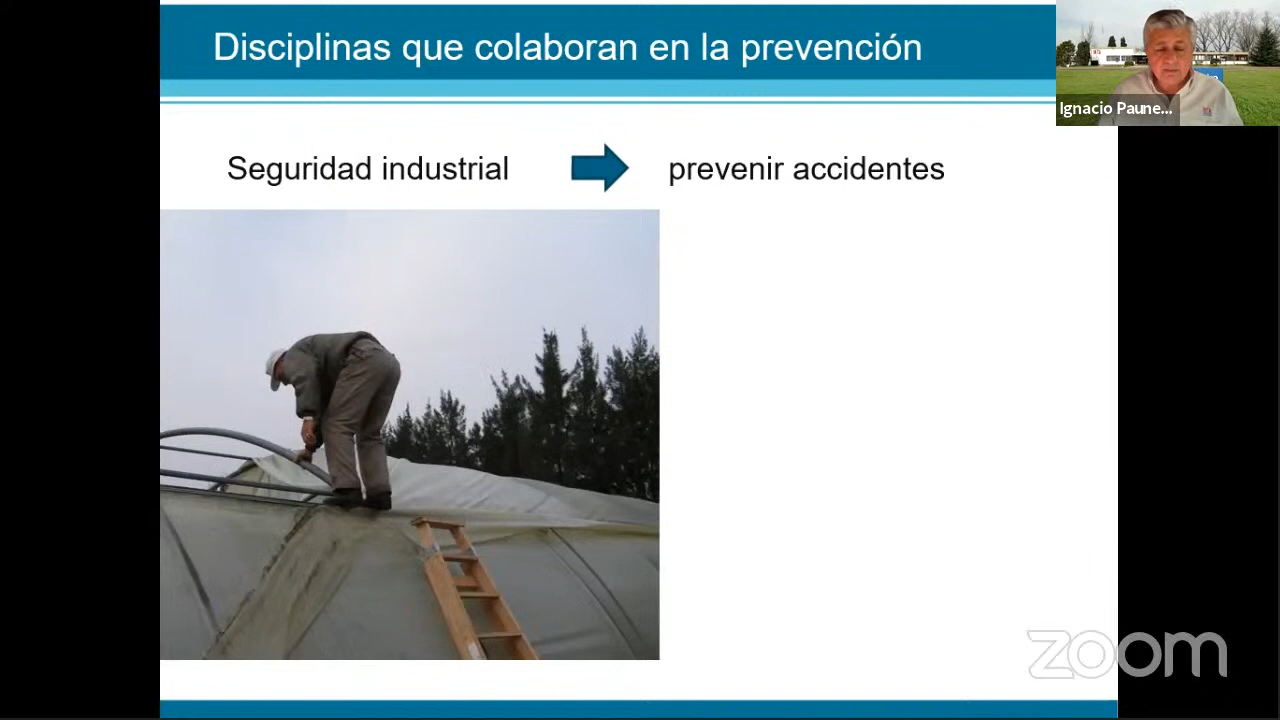 Disciplinas que colaboran en la prevención
Ignacio Paune...
Seguridad industrial prevenir accidentes
zoom